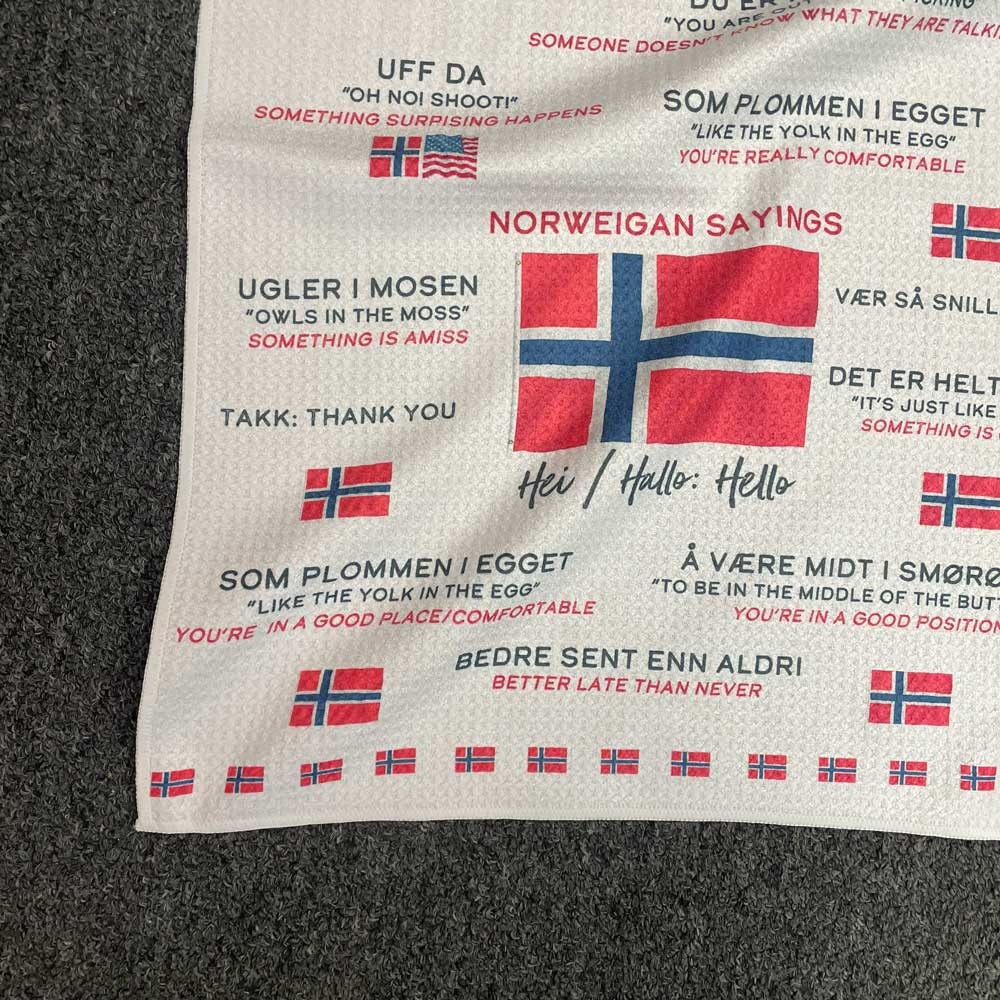 DU ER
"YOU ARE
SOMEONE DOESN'T KNOW WHAT THEY ARE
UFF DA
"OH NO! SHOOT!"
SOMETHING SURPISING HAPPENS
SOM PLOMMEN I EGGET
"LIKE THE YOLK IN THE EGG"
YOU'RE REALLY COMFORTABLE
NORWEIGAN SAYINGS
UGLER I MOSEN
"OWLS IN THE MOSS"
SOMETHING IS AMISS
VÆR SÅ SNILL
DET ER HELT
"IT'S JUST LIKE
SOMETHING IS
TAKK: THANK YOU
Hei / Hallo: Hello
SOM PLOMMEN I EGGET
"LIKE THE YOLK IN THE EGG"
YOU'RE IN A GOOD PLACE/COMFORTABLE
Å VÆRE MIDT I
"TO BE IN THE MIDDLE OF THE
YOU'RE IN A GOOD POSITION
BEDRE SENT ENN ALDRI
BETTER LATE THAN NEVER